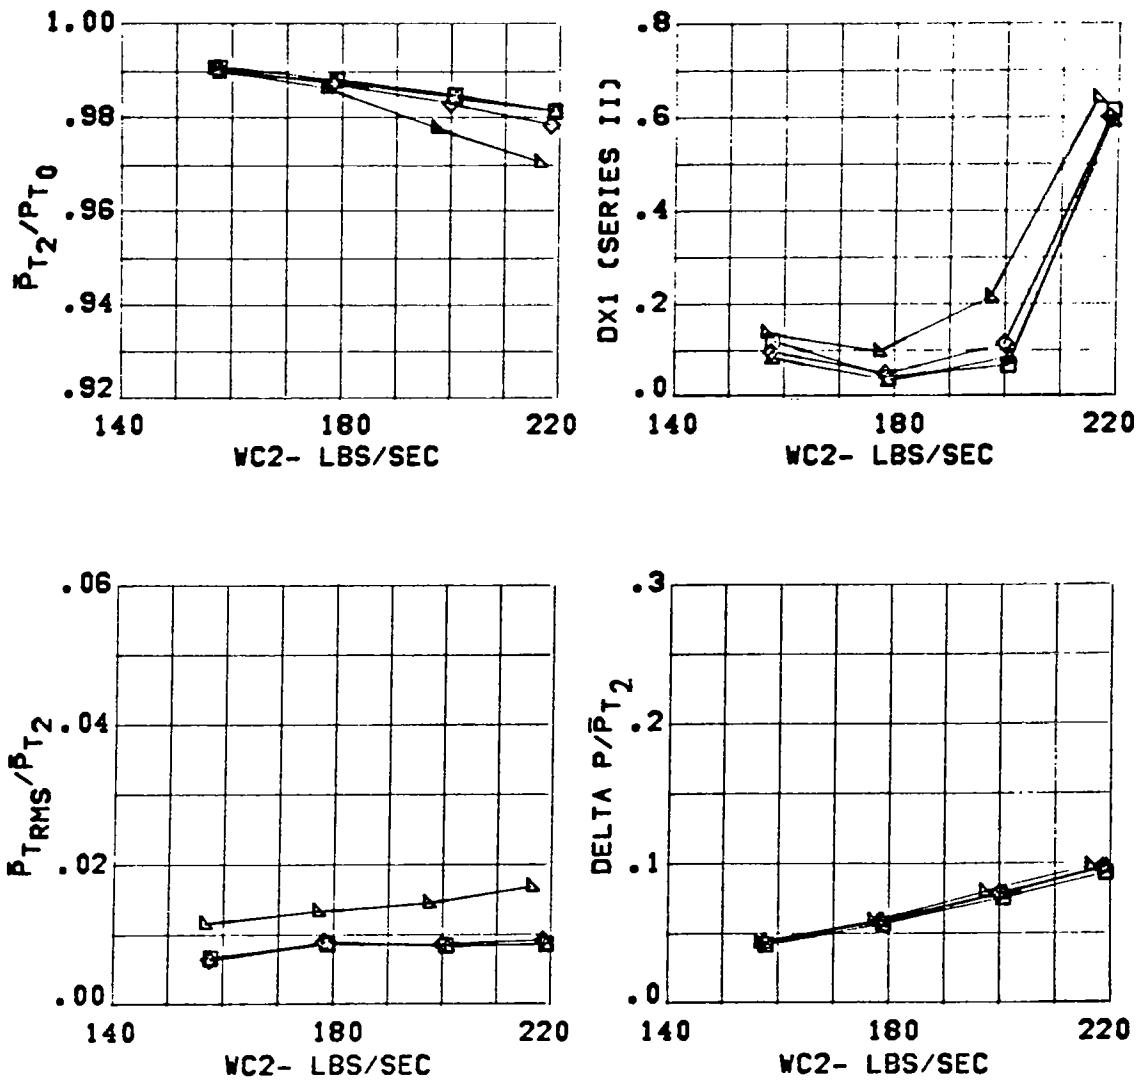 1.00
.98
.96
.94
.92
P̄T2/PT0
140 180 220
WC2- LBS/SEC
.8
.6
.4
.2
.0
DX1 (SERIES II)
140 180 220
WC2- LBS/SEC
.06
.04
.02
.00
P̄TRMS/P̄T2
140 180 220
WC2- LBS/SEC
.3
.2
.1
.0
DELTA P/P̄T2
140 180 220
WC2- LBS/SEC